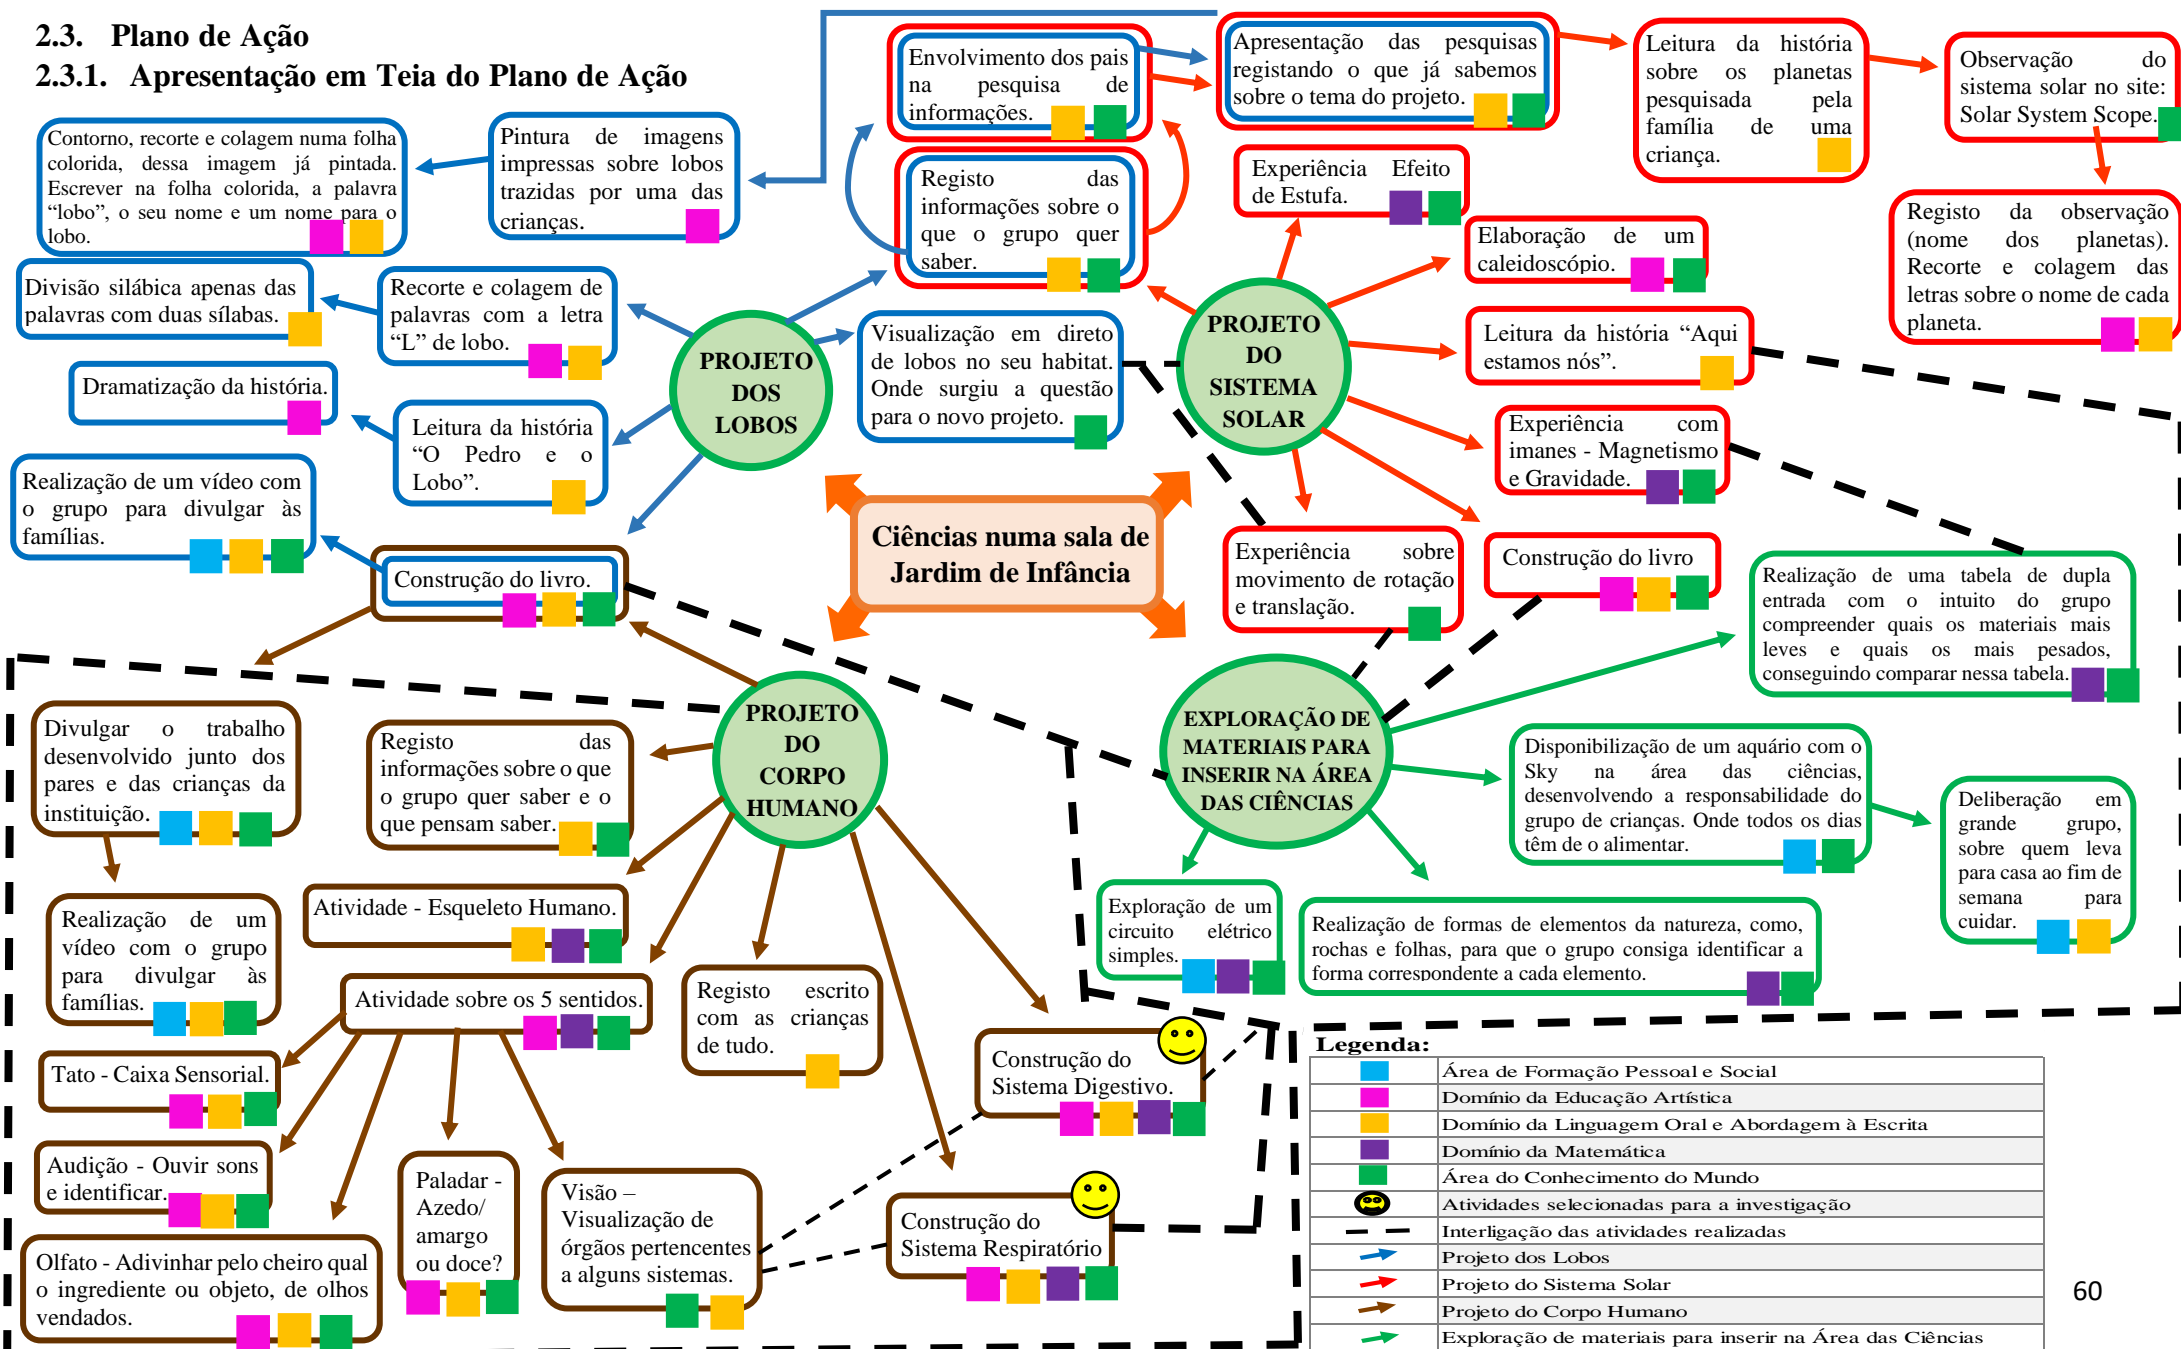 2.3. Plano de Ação
2.3.1. Apresentação em Teia do Plano de Ação
Contorno, recorte e colagem numa folha
colorida, dessa imagem já pintada.
Escrever na folha colorida, a palavra
“lobo”, o seu nome e um nome para o
lobo.
Pintura de imagens
impressas sobre lobos
trazidas por uma das
crianças.
Envolvimento dos pais
na pesquisa de
informações.
Apresentação das pesquisas
registando o que já sabemos
sobre o tema do projeto.
Leitura da história
sobre os planetas
pesquisada pela
família de uma
criança.
Observação do
sistema solar no site:
Solar System Scope.
Registo das
informações sobre o
que o grupo quer
saber.
Experiência Efeito
de Estufa.
Elaboração de um
caleidoscópio.
Registo da observação
(nome dos planetas).
Recorte e colagem das
letras sobre o nome de cada
planeta.
Divisão silábica apenas das
palavras com duas sílabas.
Recorte e colagem de
palavras com a letra
“L” de lobo.
PROJETO
DOS
LOBOS
Visualização em direto
de lobos no seu habitat.
Onde surgiu a questão
para o novo projeto.
PROJETO
DO
SISTEMA
SOLAR
Leitura da história “Aqui
estamos nós”.
Dramatização da história.
Leitura da história
“O Pedro e o
Lobo”.
Experiência com
imanes - Magnetismo
e Gravidade.
Realização de um vídeo com
o grupo para divulgar às
famílias.
Construção do livro.
Ciências numa sala de
Jardim de Infância
Experiência sobre
movimento de rotação
e translação.
Construção do livro
Realização de uma tabela de dupla
entrada com o intuito do grupo
compreender quais os materiais mais
leves e quais os mais pesados,
conseguindo comparar nessa tabela.
Divulgar o trabalho
desenvolvido junto dos
pares e das crianças da
instituição.
Registo das
informações sobre o que
o grupo quer saber e o
que pensam saber.
PROJETO
DO
CORPO
HUMANO
EXPLORAÇÃO DE
MATERIAIS PARA
INSERIR NA ÁREA
DAS CIÊNCIAS
Disponibilização de um aquário com o
Sky na área das ciências,
desenvolvendo a responsabilidade do
grupo de crianças. Onde todos os dias
têm de o alimentar.
Deliberação em
grande grupo,
sobre quem leva
para casa ao fim de
semana para
cuidar.
Realização de um
vídeo com o grupo
para divulgar às
famílias.
Atividade - Esqueleto Humano.
Atividade sobre os 5 sentidos.
Registo escrito
com as crianças
de tudo.
Exploração de um
circuito elétrico
simples.
Realização de formas de elementos da natureza, como,
rochas e folhas, para que o grupo consiga identificar a
forma correspondente a cada elemento.
Tato - Caixa Sensorial.
Construção do
Sistema Digestivo.
Audição - Ouvir sons
e identificar.
Paladar -
Azedo/
amargo
ou doce?
Visão –
Visualização de
órgãos pertencentes
a alguns sistemas.
Construção do
Sistema Respiratório
Olfato - Adivinhar pelo cheiro qual
o ingrediente ou objeto, de olhos
vendados.
Legenda:
Área de Formação Pessoal e Social
Domínio da Educação Artística
Domínio da Linguagem Oral e Abordagem à Escrita
Domínio da Matemática
Área do Conhecimento do Mundo
Atividades selecionadas para a investigação
Interligação das atividades realizadas
Projeto dos Lobos
Projeto do Sistema Solar
Projeto do Corpo Humano
Exploração de materiais para inserir na Área das Ciências
60